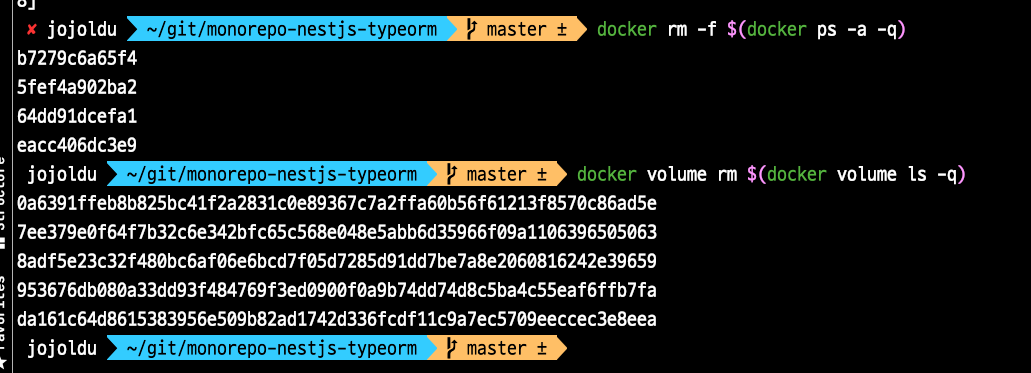 8]
✘ jojoldu ~/git/monorepo-nestjs-typeorm master ± docker rm -f $(docker ps -a -q)
b7279c6a65f4
5fef4a902ba2
64dd91dcefa1
eacc406dc3e9
jojoldu ~/git/monorepo-nestjs-typeorm master ± docker volume rm $(docker volume ls -q)
0a6391ffeb8b825bc41f2a2831c0e89367c7a2ffa60b56f61213f8570c86ad5e
7ee379e0f64f7b32c6e342bfc65c568e048e5abb6d35966f09a1106396505063
8adf5e23c32f480bc6af06e6bcd7f05d7285d91dd7be7a8e2060816242e39659
953676db080a33dd93f484769f3ed0900f0a9b74dd74d8c5ba4c55eaf6ffb7fa
da161c64d8615383956e509b82ad1742d336fcdf11c9a7ec5709eeccec3e8eea
jojoldu ~/git/monorepo-nestjs-typeorm master ±
Structure
Favorites